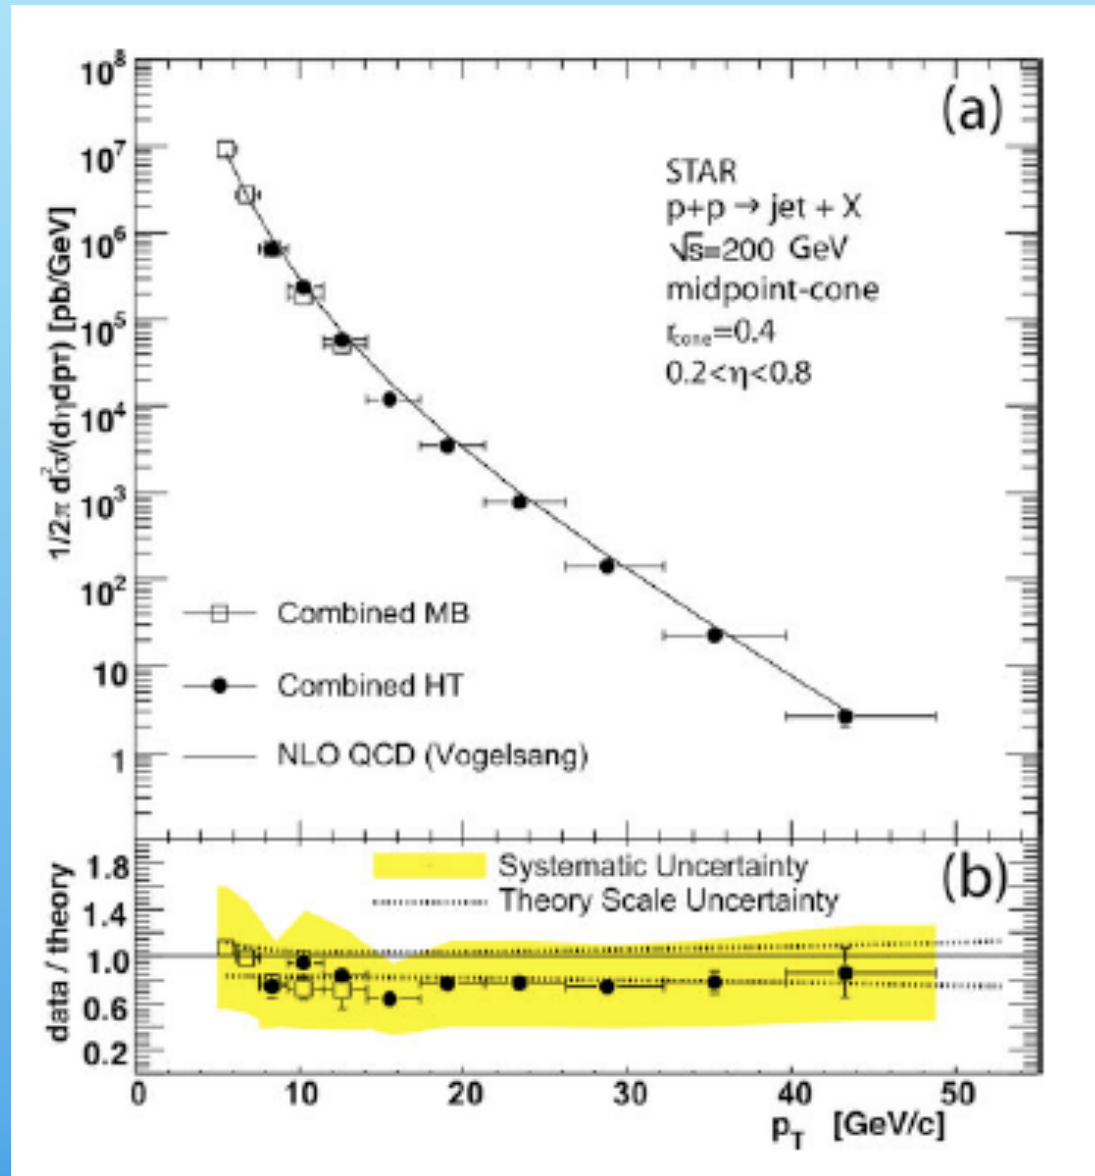 10⁸
(a)
10⁷
10⁶
10⁵
10⁴
10³
10²
10
1
1/2π d²σ/(dηdpT) [pb/GeV]
STAR
p+p → jet + X
√s=200 GeV
midpoint-cone
r_cone=0.4
0.2<η<0.8
Combined MB
Combined HT
NLO QCD (Vogelsang)
(b)
Systematic Uncertainty
Theory Scale Uncertainty
data / theory
1.8
1.4
1.0
0.6
0.2
0 10 20 30 40 50
p_T [GeV/c]